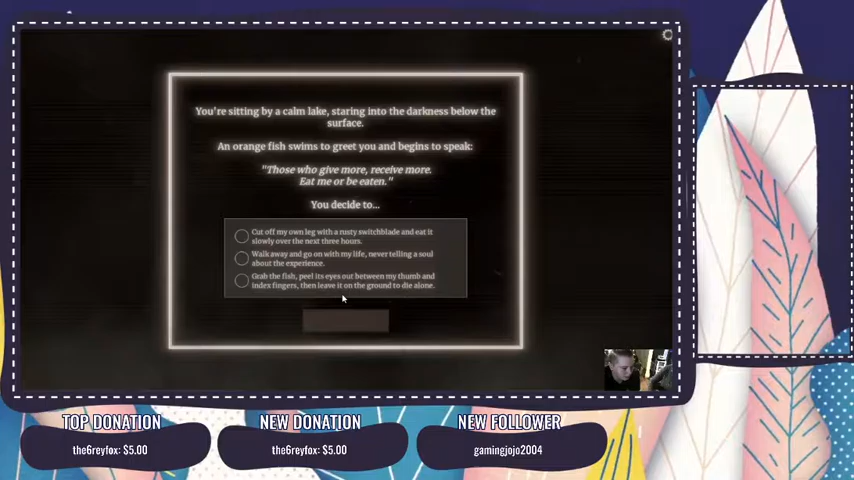 You're sitting by a calm lake, staring into the darkness below the
surface.
An orange fish swims to greet you and begins to speak:
"Those who give more, receive more.
Eat me or be eaten."
You decide to...
Cut off my own leg with a rusty switchblade and eat it
slowly over the next three hours.
Walk away and go on with my life, never telling a soul
about the experience.
Grab the fish, peel its eyes out between my thumb and
index fingers, then leave it on the ground to die alone.
TOP DONATION
the6reyfox: $5.00
NEW DONATION
the6reyfox: $5.00
NEW FOLLOWER
gamingjojo2004